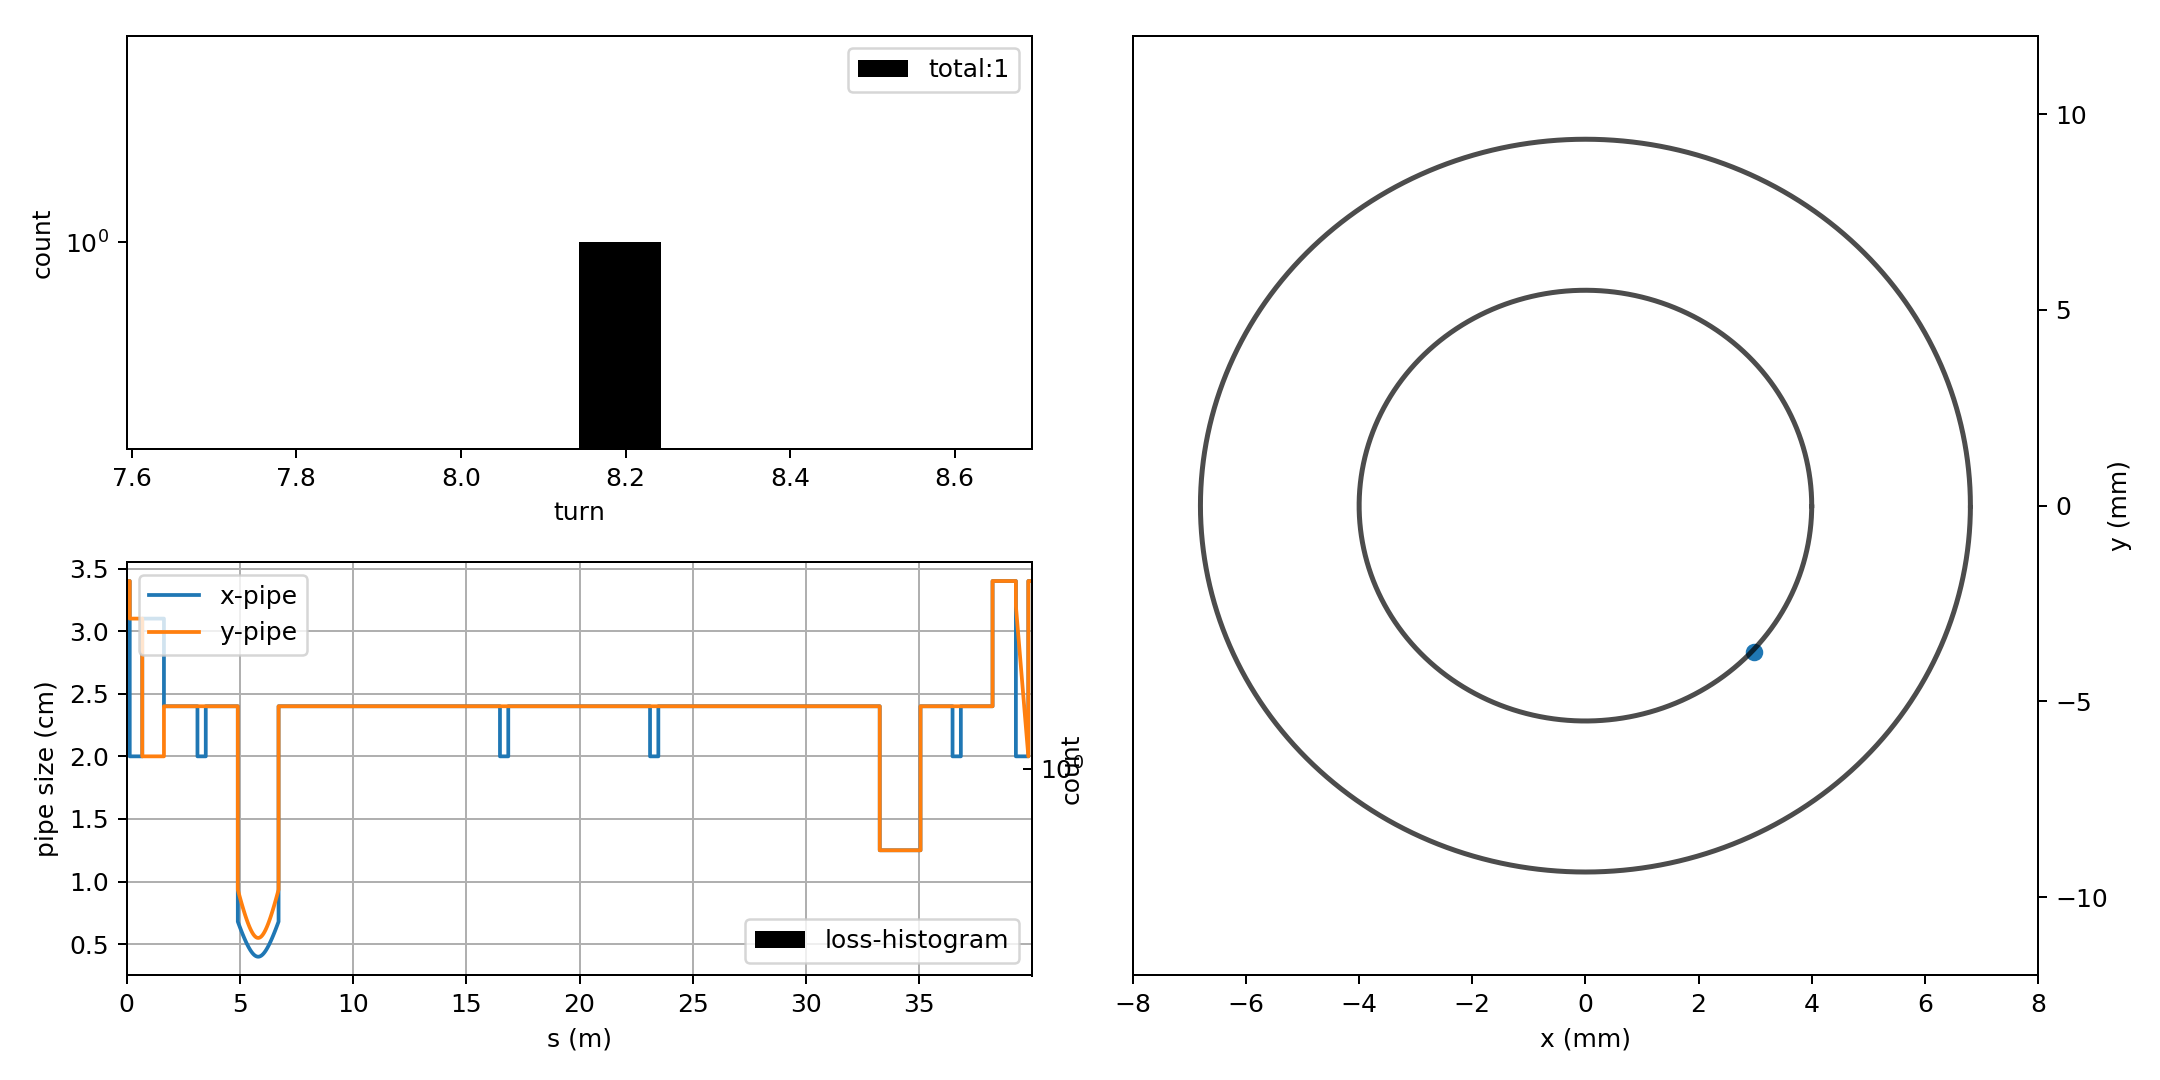 total:1
count
10⁰
7.6 7.8 8.0 8.2 8.4 8.6
turn
x-pipe
y-pipe
pipe size (cm)
3.5
3.0
2.5
2.0
1.5
1.0
0.5
loss-histogram
10⁰
count
0 5 10 15 20 25 30 35
s (m)
10
5
0
−5
−10
y (mm)
−8 −6 −4 −2 0 2 4 6 8
x (mm)